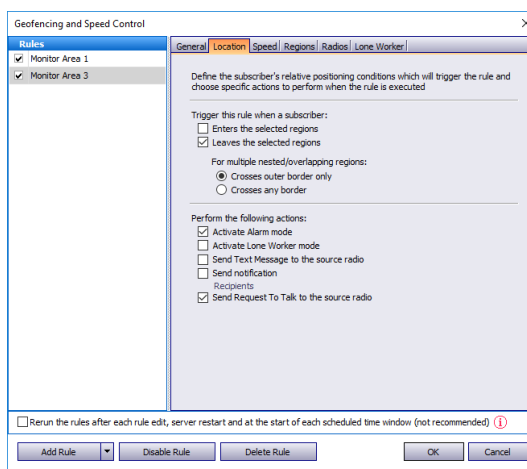 Geofencing and Speed Control
Rules
Monitor Area 1
Monitor Area 3
General Location Speed Regions Radios Lone Worker
Define the subscriber's relative positioning conditions which will trigger the rule and
choose specific actions to perform when the rule is executed
Trigger this rule when a subscriber:
Enters the selected regions
Leaves the selected regions
For multiple nested/overlapping regions:
Crosses outer border only
Crosses any border
Perform the following actions:
Activate Alarm mode
Activate Lone Worker mode
Send Text Message to the source radio
Send notification
Recipients
Send Request To Talk to the source radio
Rerun the rules after each rule edit, server restart and at the start of each scheduled time window (not recommended) i
Add Rule Disable Rule Delete Rule OK Cancel